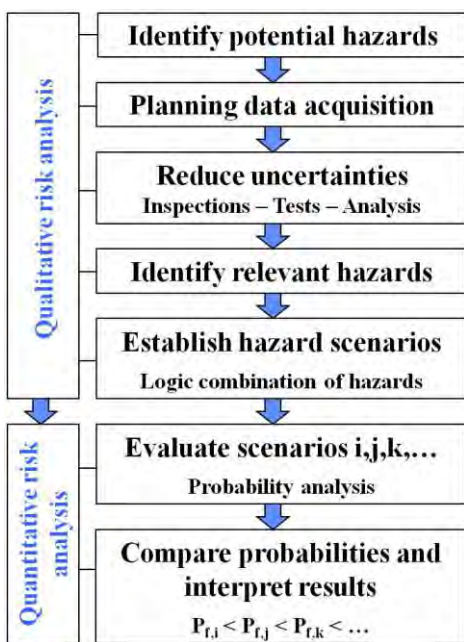 Qualitative risk analysis
Identify potential hazards
Planning data acquisition
Reduce uncertainties
Inspections – Tests – Analysis
Identify relevant hazards
Establish hazard scenarios
Logic combination of hazards
Quantitative risk
analysis
Evaluate scenarios i,j,k,…
Probability analysis
Compare probabilities and
interpret results
Pf,i < Pf,j < Pf,k < …